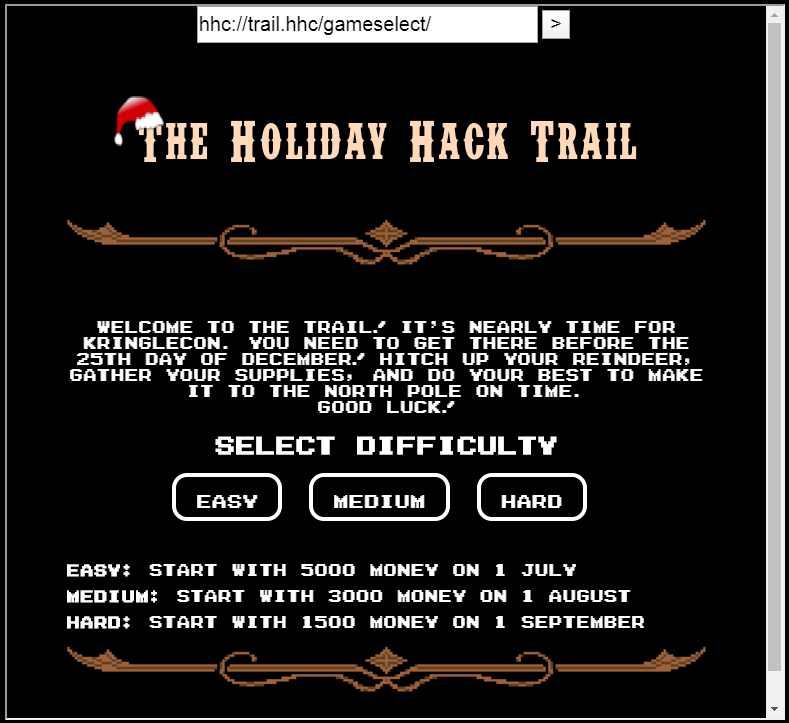 hhc://trail.hhc/gameselect/
>
The Holiday Hack Trail
WELCOME TO THE TRAIL! IT'S NEARLY TIME FOR
KRINGLECON. YOU NEED TO GET THERE BEFORE THE
25TH DAY OF DECEMBER! HITCH UP YOUR REINDEER,
GATHER YOUR SUPPLIES, AND DO YOUR BEST TO MAKE
IT TO THE NORTH POLE ON TIME.
GOOD LUCK!
SELECT DIFFICULTY
EASY MEDIUM HARD
EASY: START WITH 5000 MONEY ON 1 JULY
MEDIUM: START WITH 3000 MONEY ON 1 AUGUST
HARD: START WITH 1500 MONEY ON 1 SEPTEMBER